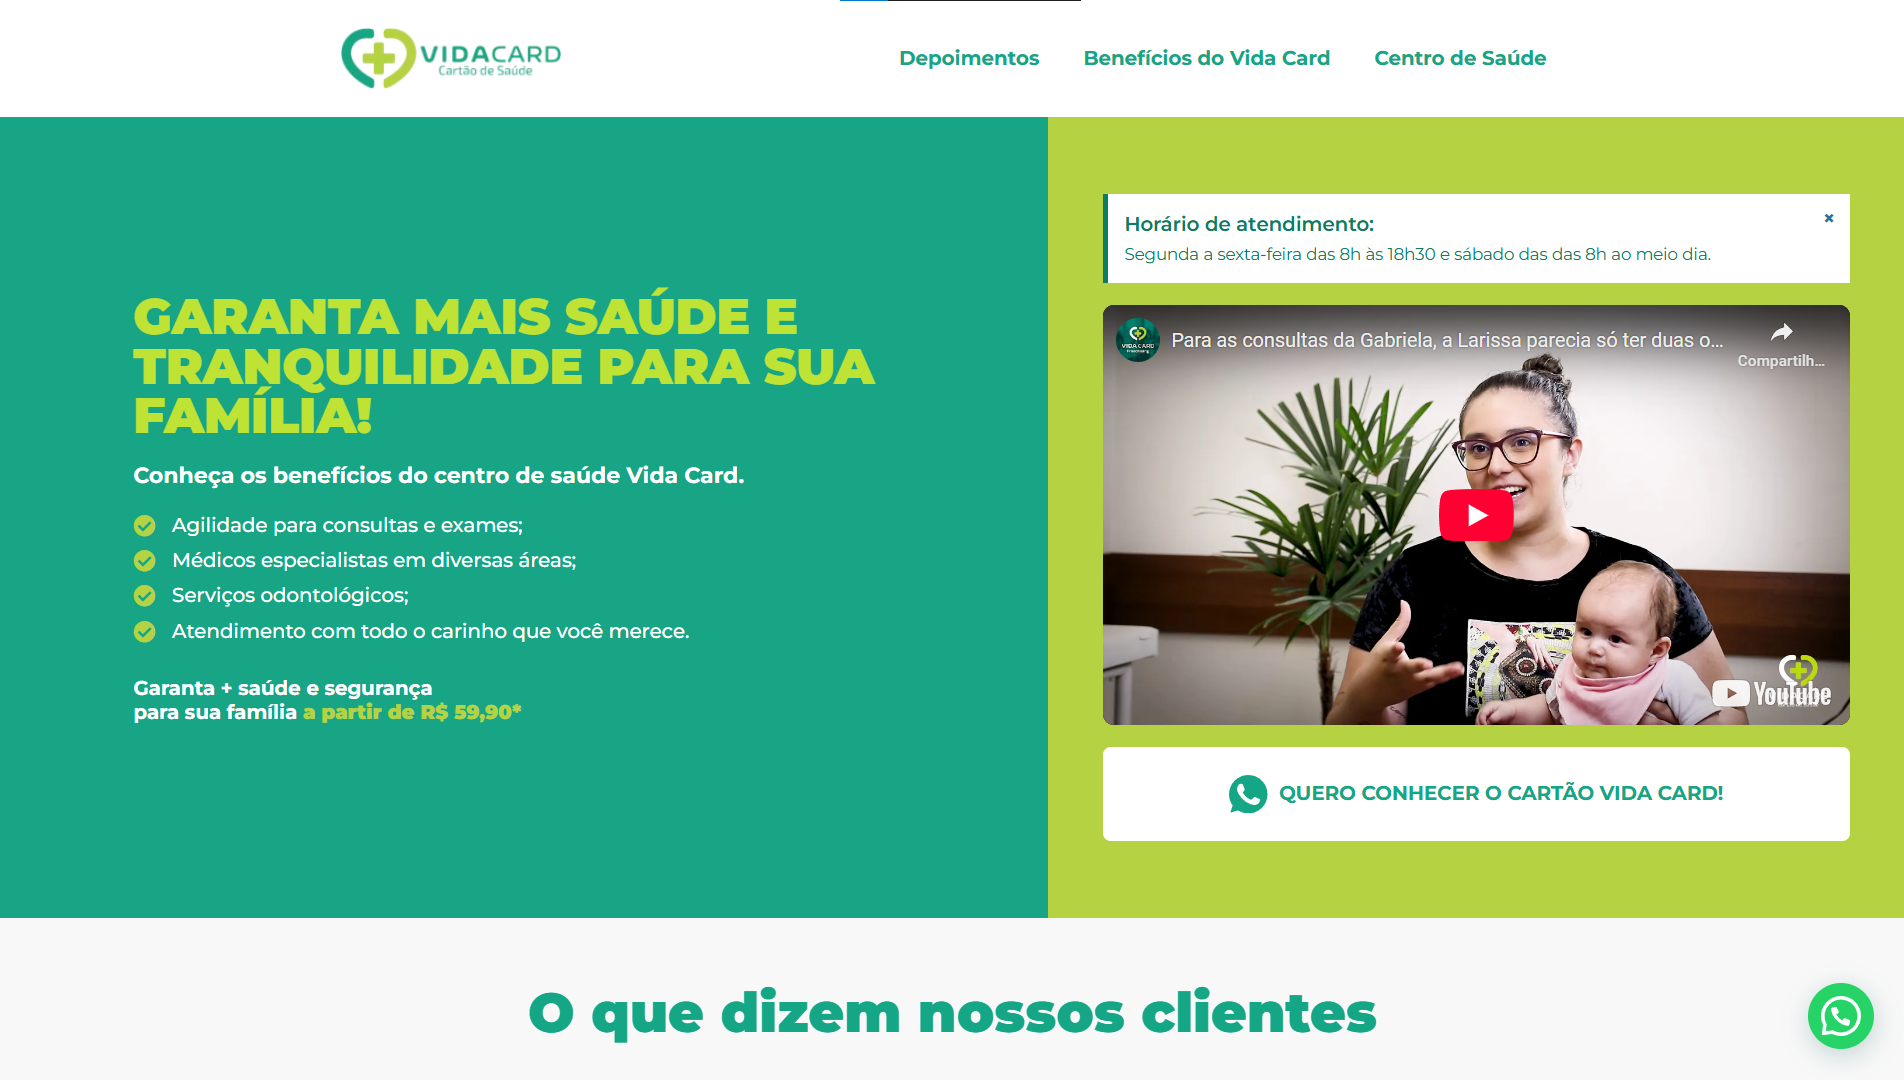 VIDACARD
Cartão de Saúde
Depoimentos
Benefícios do Vida Card
Centro de Saúde
GARANTA MAIS SAÚDE E
TRANQUILIDADE PARA SUA
FAMÍLIA!
Conheça os benefícios do centro de saúde Vida Card.
Agilidade para consultas e exames;
Médicos especialistas em diversas áreas;
Serviços odontológicos;
Atendimento com todo o carinho que você merece.
Garanta + saúde e segurança
para sua família a partir de R$ 59,90*
Horário de atendimento:
Segunda a sexta-feira das 8h às 18h30 e sábado das das 8h ao meio dia.
VIDA CARD
Franchising
Para as consultas da Gabriela, a Larissa parecia só ter duas o...
Compartilh...
YouTube
QUERO CONHECER O CARTÃO VIDA CARD!
O que dizem nossos clientes